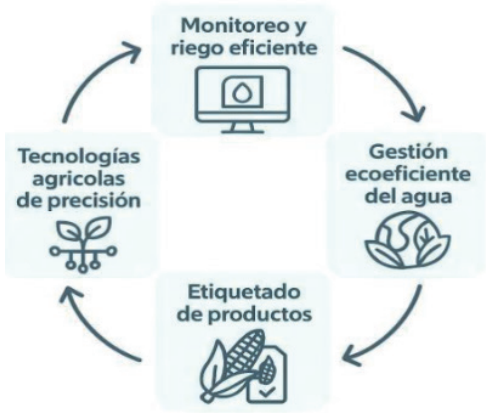 Monitoreo y
riego eficiente
Gestión
ecoeficiente
del agua
Etiquetado
de productos
Tecnologías
agricolas
de precisión